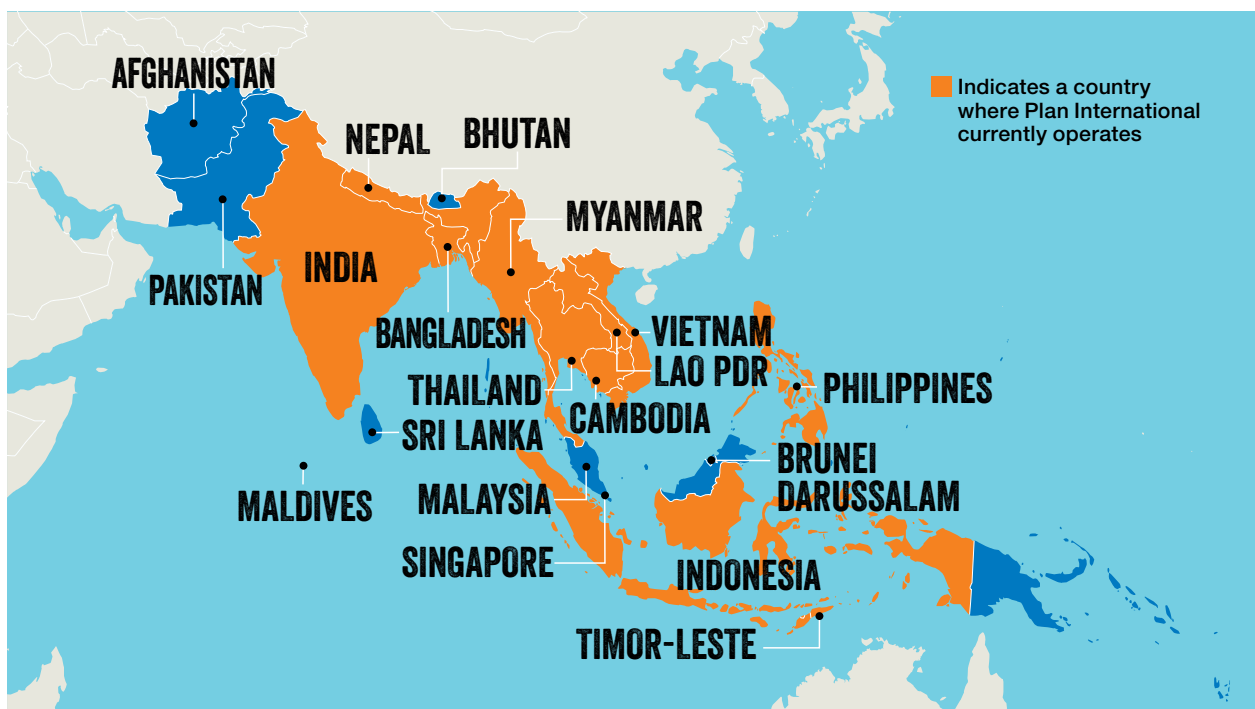 AFGHANISTAN
Indicates a country
where Plan International
currently operates
NEPAL
BHUTAN
MYANMAR
INDIA
PAKISTAN
BANGLADESH
VIETNAM
LAO PDR
THAILAND
PHILIPPINES
CAMBODIA
SRI LANKA
BRUNEI
DARUSSALAM
MALDIVES
MALAYSIA
SINGAPORE
INDONESIA
TIMOR-LESTE